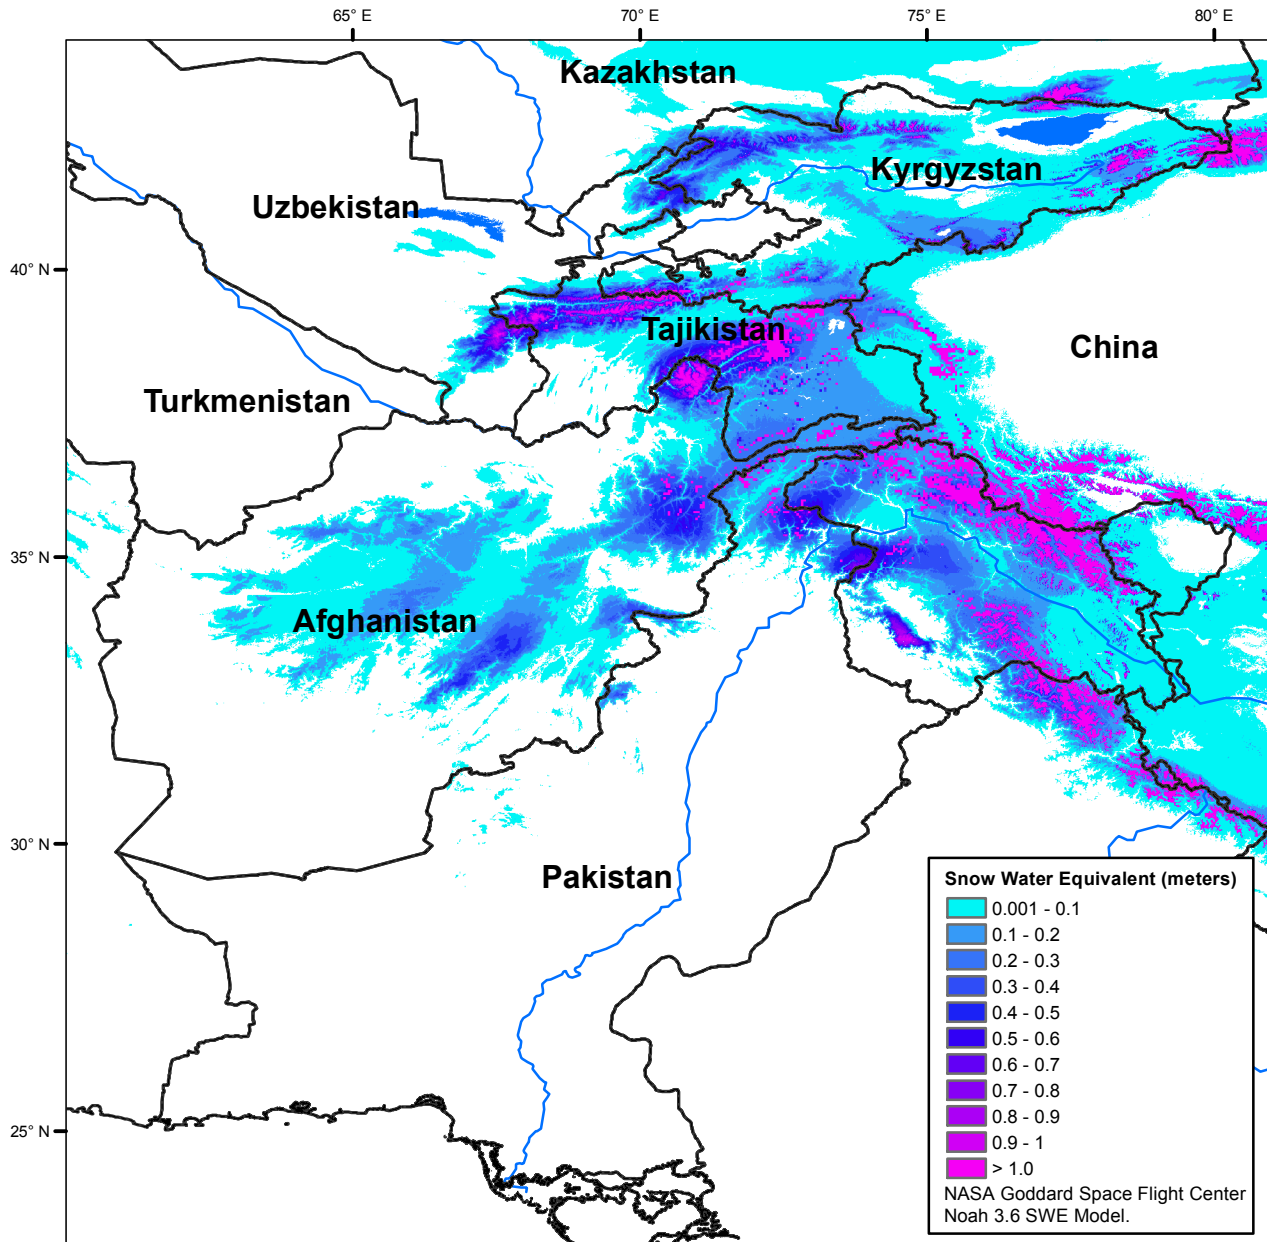 65° E
70° E
75° E
80° E
Kazakhstan
Kyrgyzstan
Uzbekistan
40° N
Tajikistan
China
Turkmenistan
35° N
Afghanistan
30° N
Pakistan
25° N
Snow Water Equivalent (meters)
0.001 - 0.1
0.1 - 0.2
0.2 - 0.3
0.3 - 0.4
0.4 - 0.5
0.5 - 0.6
0.6 - 0.7
0.7 - 0.8
0.8 - 0.9
0.9 - 1
> 1.0
NASA Goddard Space Flight Center
Noah 3.6 SWE Model.